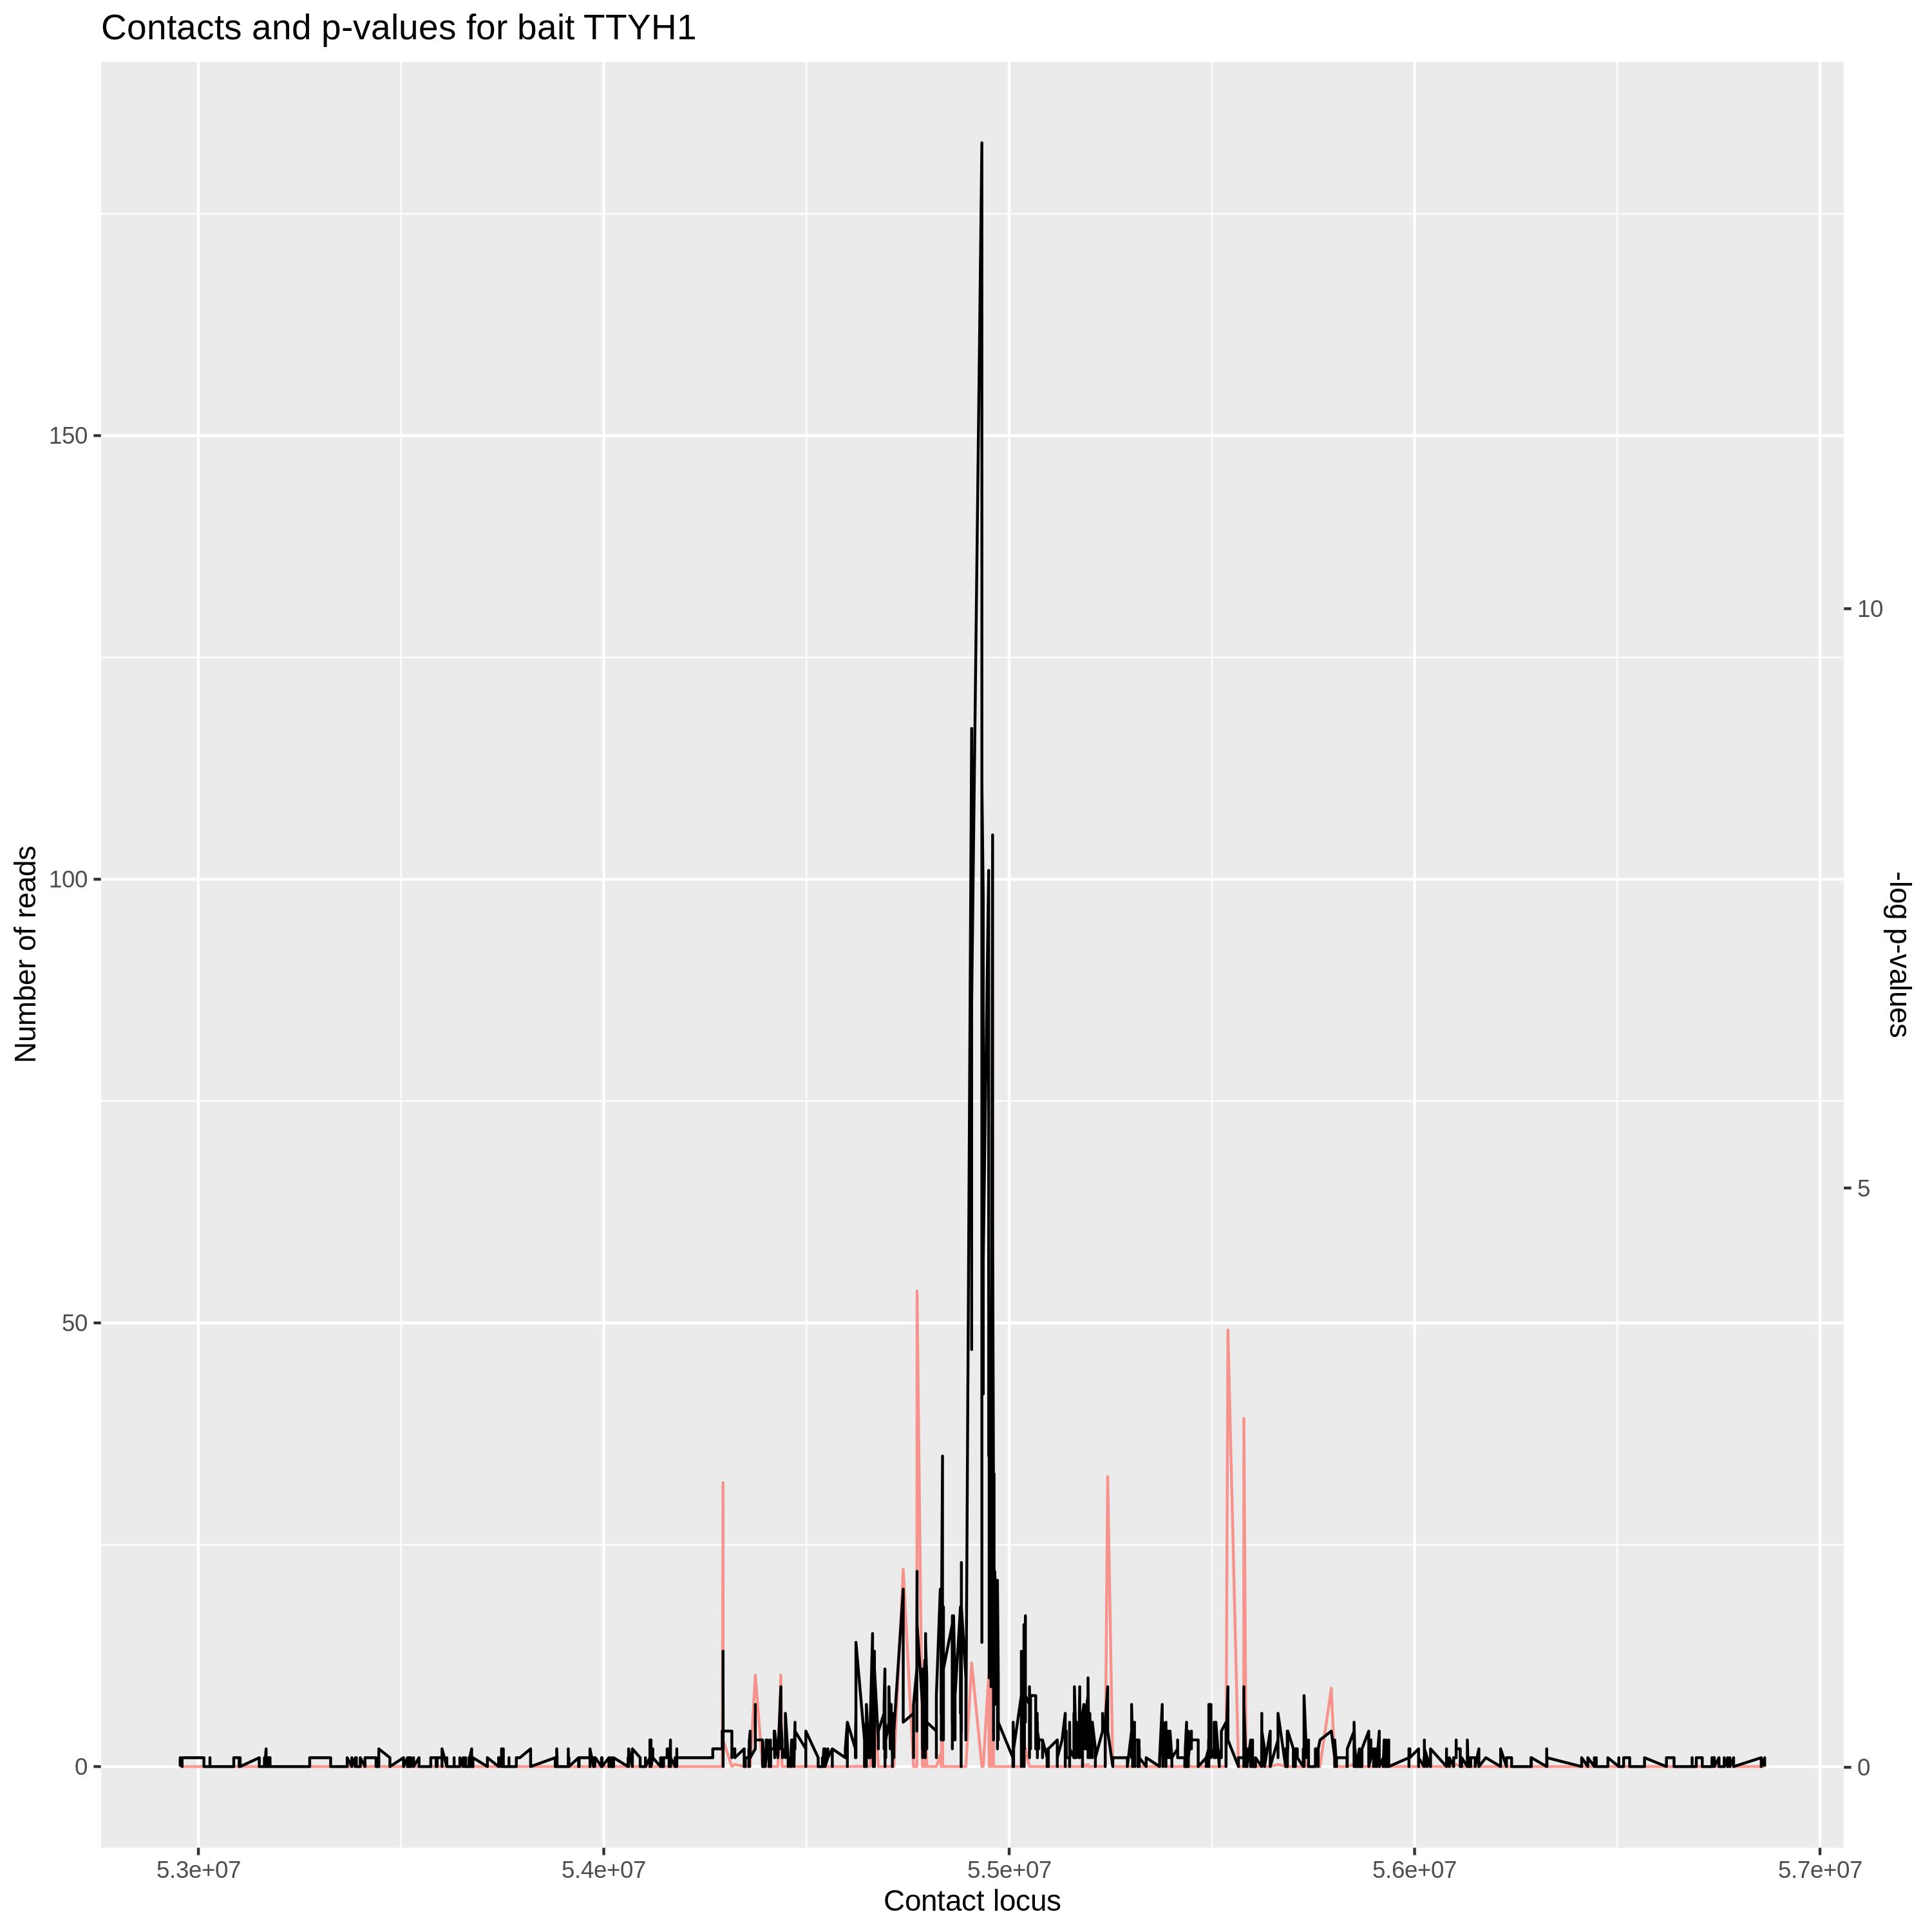 Contacts and p-values for bait TTYH1
Number of reads
150
100
50
0
10
5
0
-log p-values
5.3e+07
5.4e+07
5.5e+07
5.6e+07
5.7e+07
Contact locus